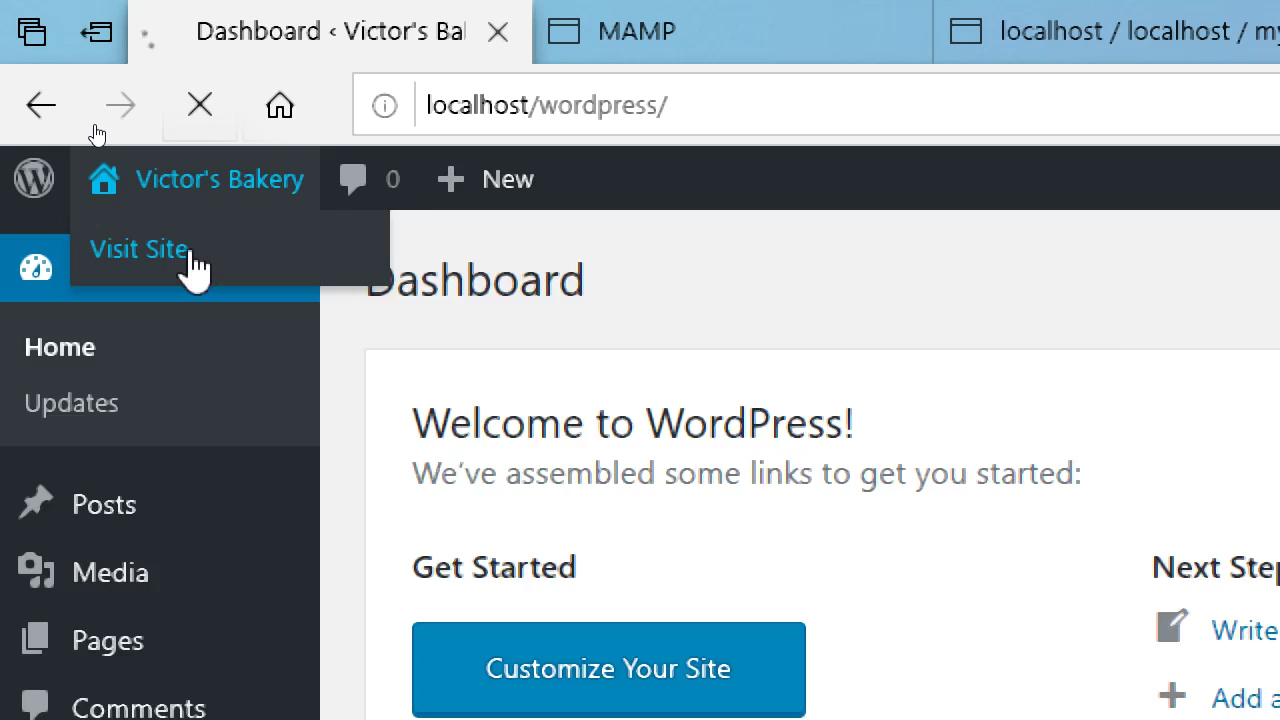 Dashboard ‹ Victor's Ba
MAMP
localhost / localhost / my
localhost/wordpress/
Victor's Bakery
0
New
Visit Site
Dashboard
Home
Updates
Welcome to WordPress!
We've assembled some links to get you started:
Posts
Get Started
Next Step
Media
Write
Pages
Customize Your Site
Add a
Comments